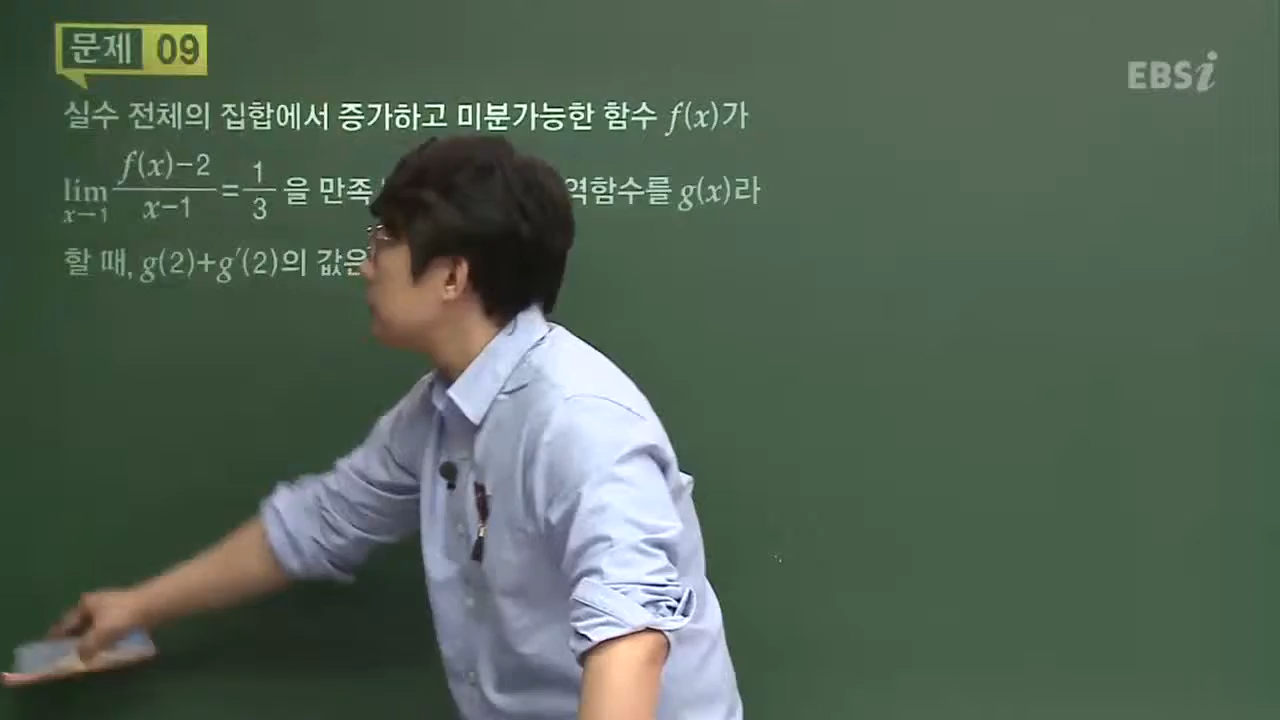 문제 09
EBSi
실수 전체의 집합에서 증가하고 미분가능한 함수 f(x)가
lim x→1 f(x)-2 / x-1 = 1/3 을 만족 역함수를 g(x)라
할 때, g(2)+g′(2)의 값은